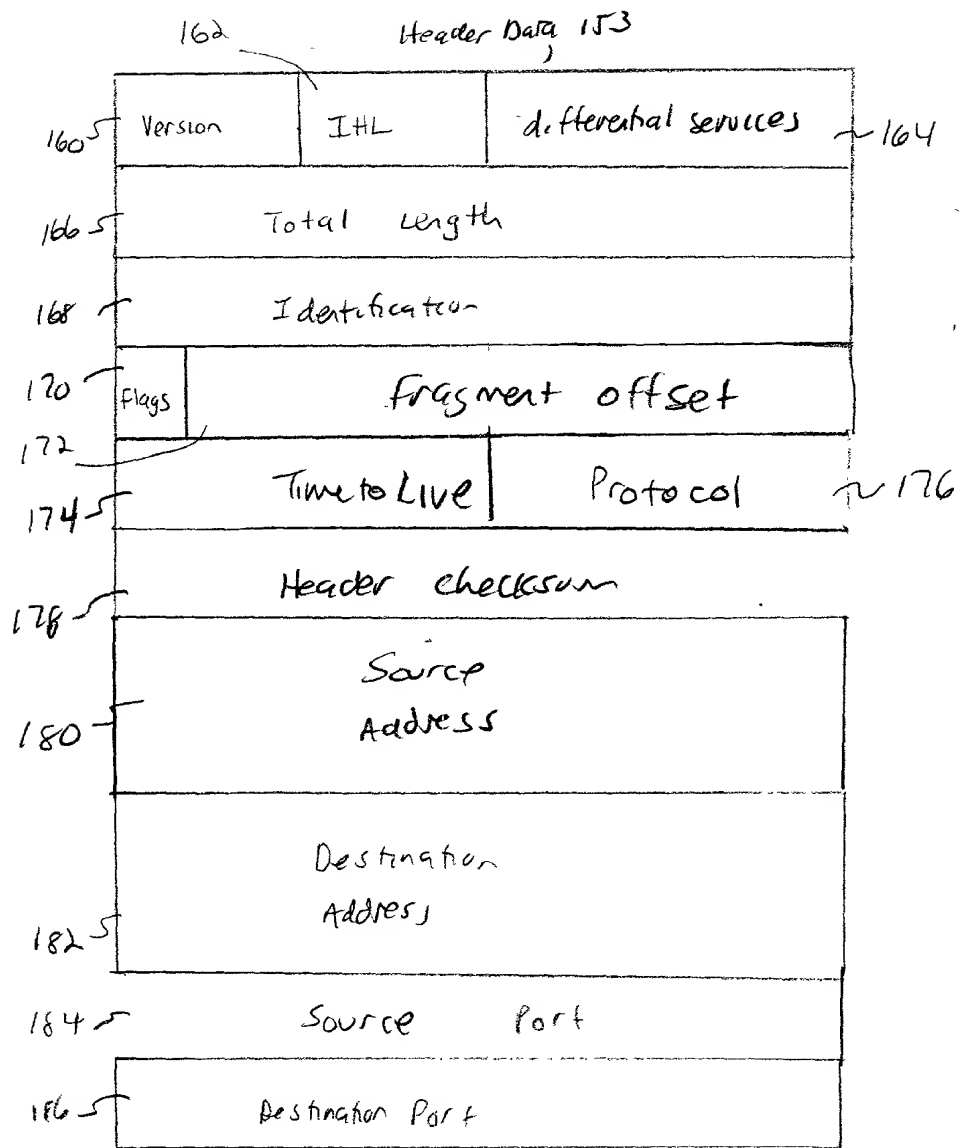 162 Header Data 153
160 Version IHL differential services 164
166 Total Length
168 Identification
170 Flags Fragment offset
172
174 Time to Live Protocol 176
Header checksum
178
Source
180 Address
Destination
Address
182
184 Source Port
186 Destination Port